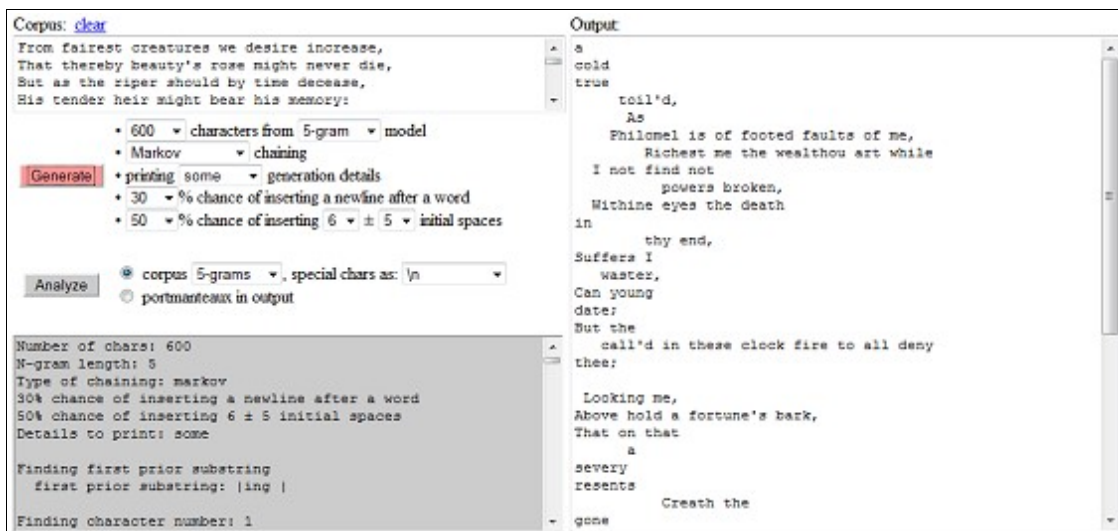 Corpus: clear
From fairest creatures we desire increase,
That thereby beauty's rose might never die,
But as the riper should by time decease,
His tender heir might bear his memory:
• 600 characters from 5-gram model
• Markov chaining
Generate • printing some generation details
• 30 % chance of inserting a newline after a word
• 50 % chance of inserting 6 ± 5 initial spaces
Analyze
corpus 5-grams , special chars as: \n
portmanteaux in output
Number of chars: 600
N-gram length: 5
Type of chaining: markov
30% chance of inserting a newline after a word
50% chance of inserting 6 ± 5 initial spaces
Details to print: some
Finding first prior substring
first prior substring: |ing |
Finding character number: 1
Output:
a
cold
true
toil'd,
As
Philomel is of footed faults of me,
Richest me the wealthou art while
I not find not
powers broken,
Withine eyes the death
in
thy end,
Suffers I
waster,
Can young
date;
But the
call'd in these clock fire to all deny
thee;
Looking me,
Above hold a fortune's bark,
That on that
a
severy
resents
Creath the
gone